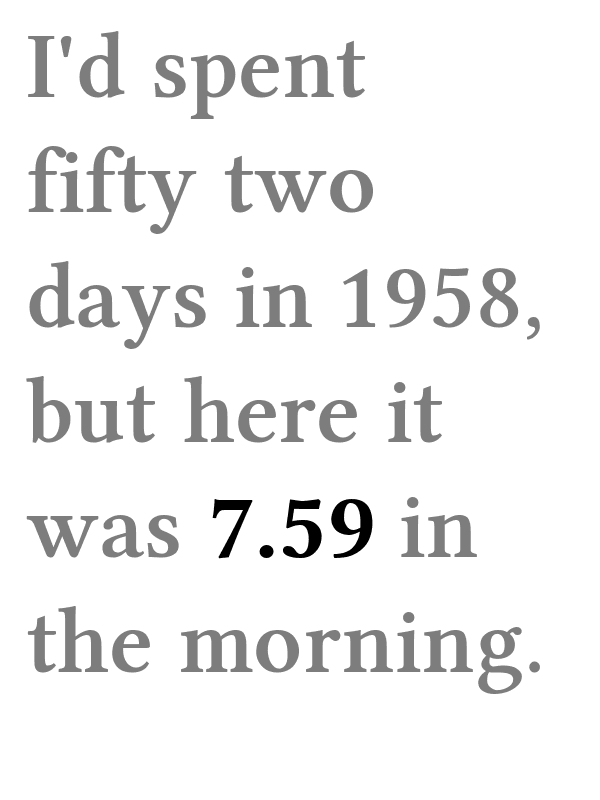 I'd spent
fifty two
days in 1958,
but here it
was 7.59 in
the morning.